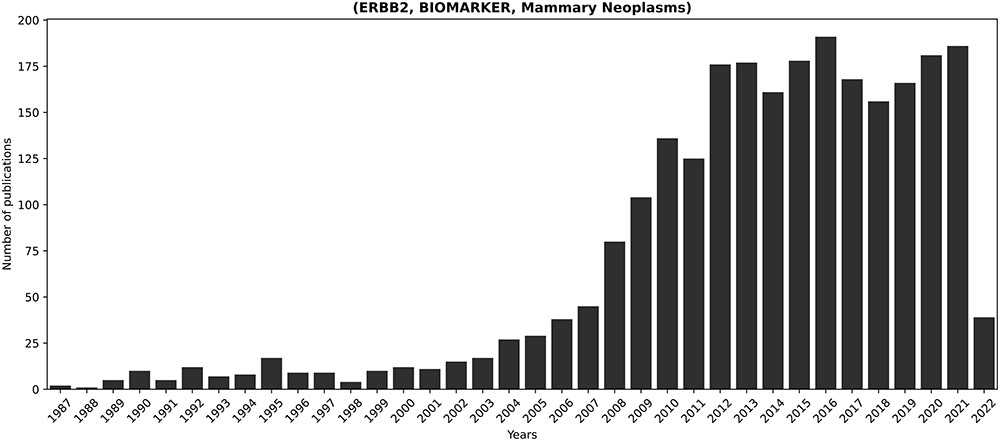 (ERBB2, BIOMARKER, Mammary Neoplasms)
200
175
150
125
100
75
50
25
0
Number of publications
1987 1988 1989 1990 1991 1992 1993 1994 1995 1996 1997 1998 1999 2000 2001 2002 2003 2004 2005 2006 2007 2008 2009 2010 2011 2012 2013 2014 2015 2016 2017 2018 2019 2020 2021 2022
Years